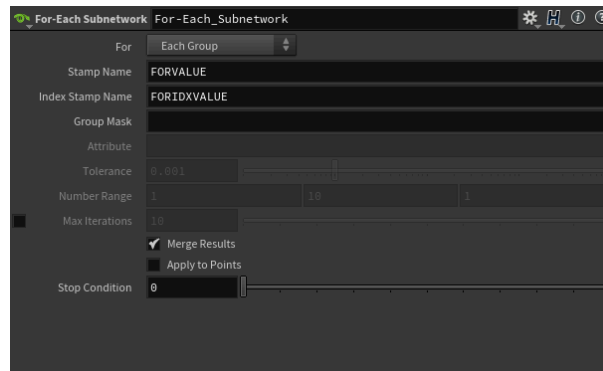 For-Each Subnetwork For-Each_Subnetwork
For Each Group
Stamp Name FORVALUE
Index Stamp Name FORIDXVALUE
Group Mask
Attribute
Tolerance 0.001
Number Range 1 10 1
Max Iterations 10
Merge Results
Apply to Points
Stop Condition 0